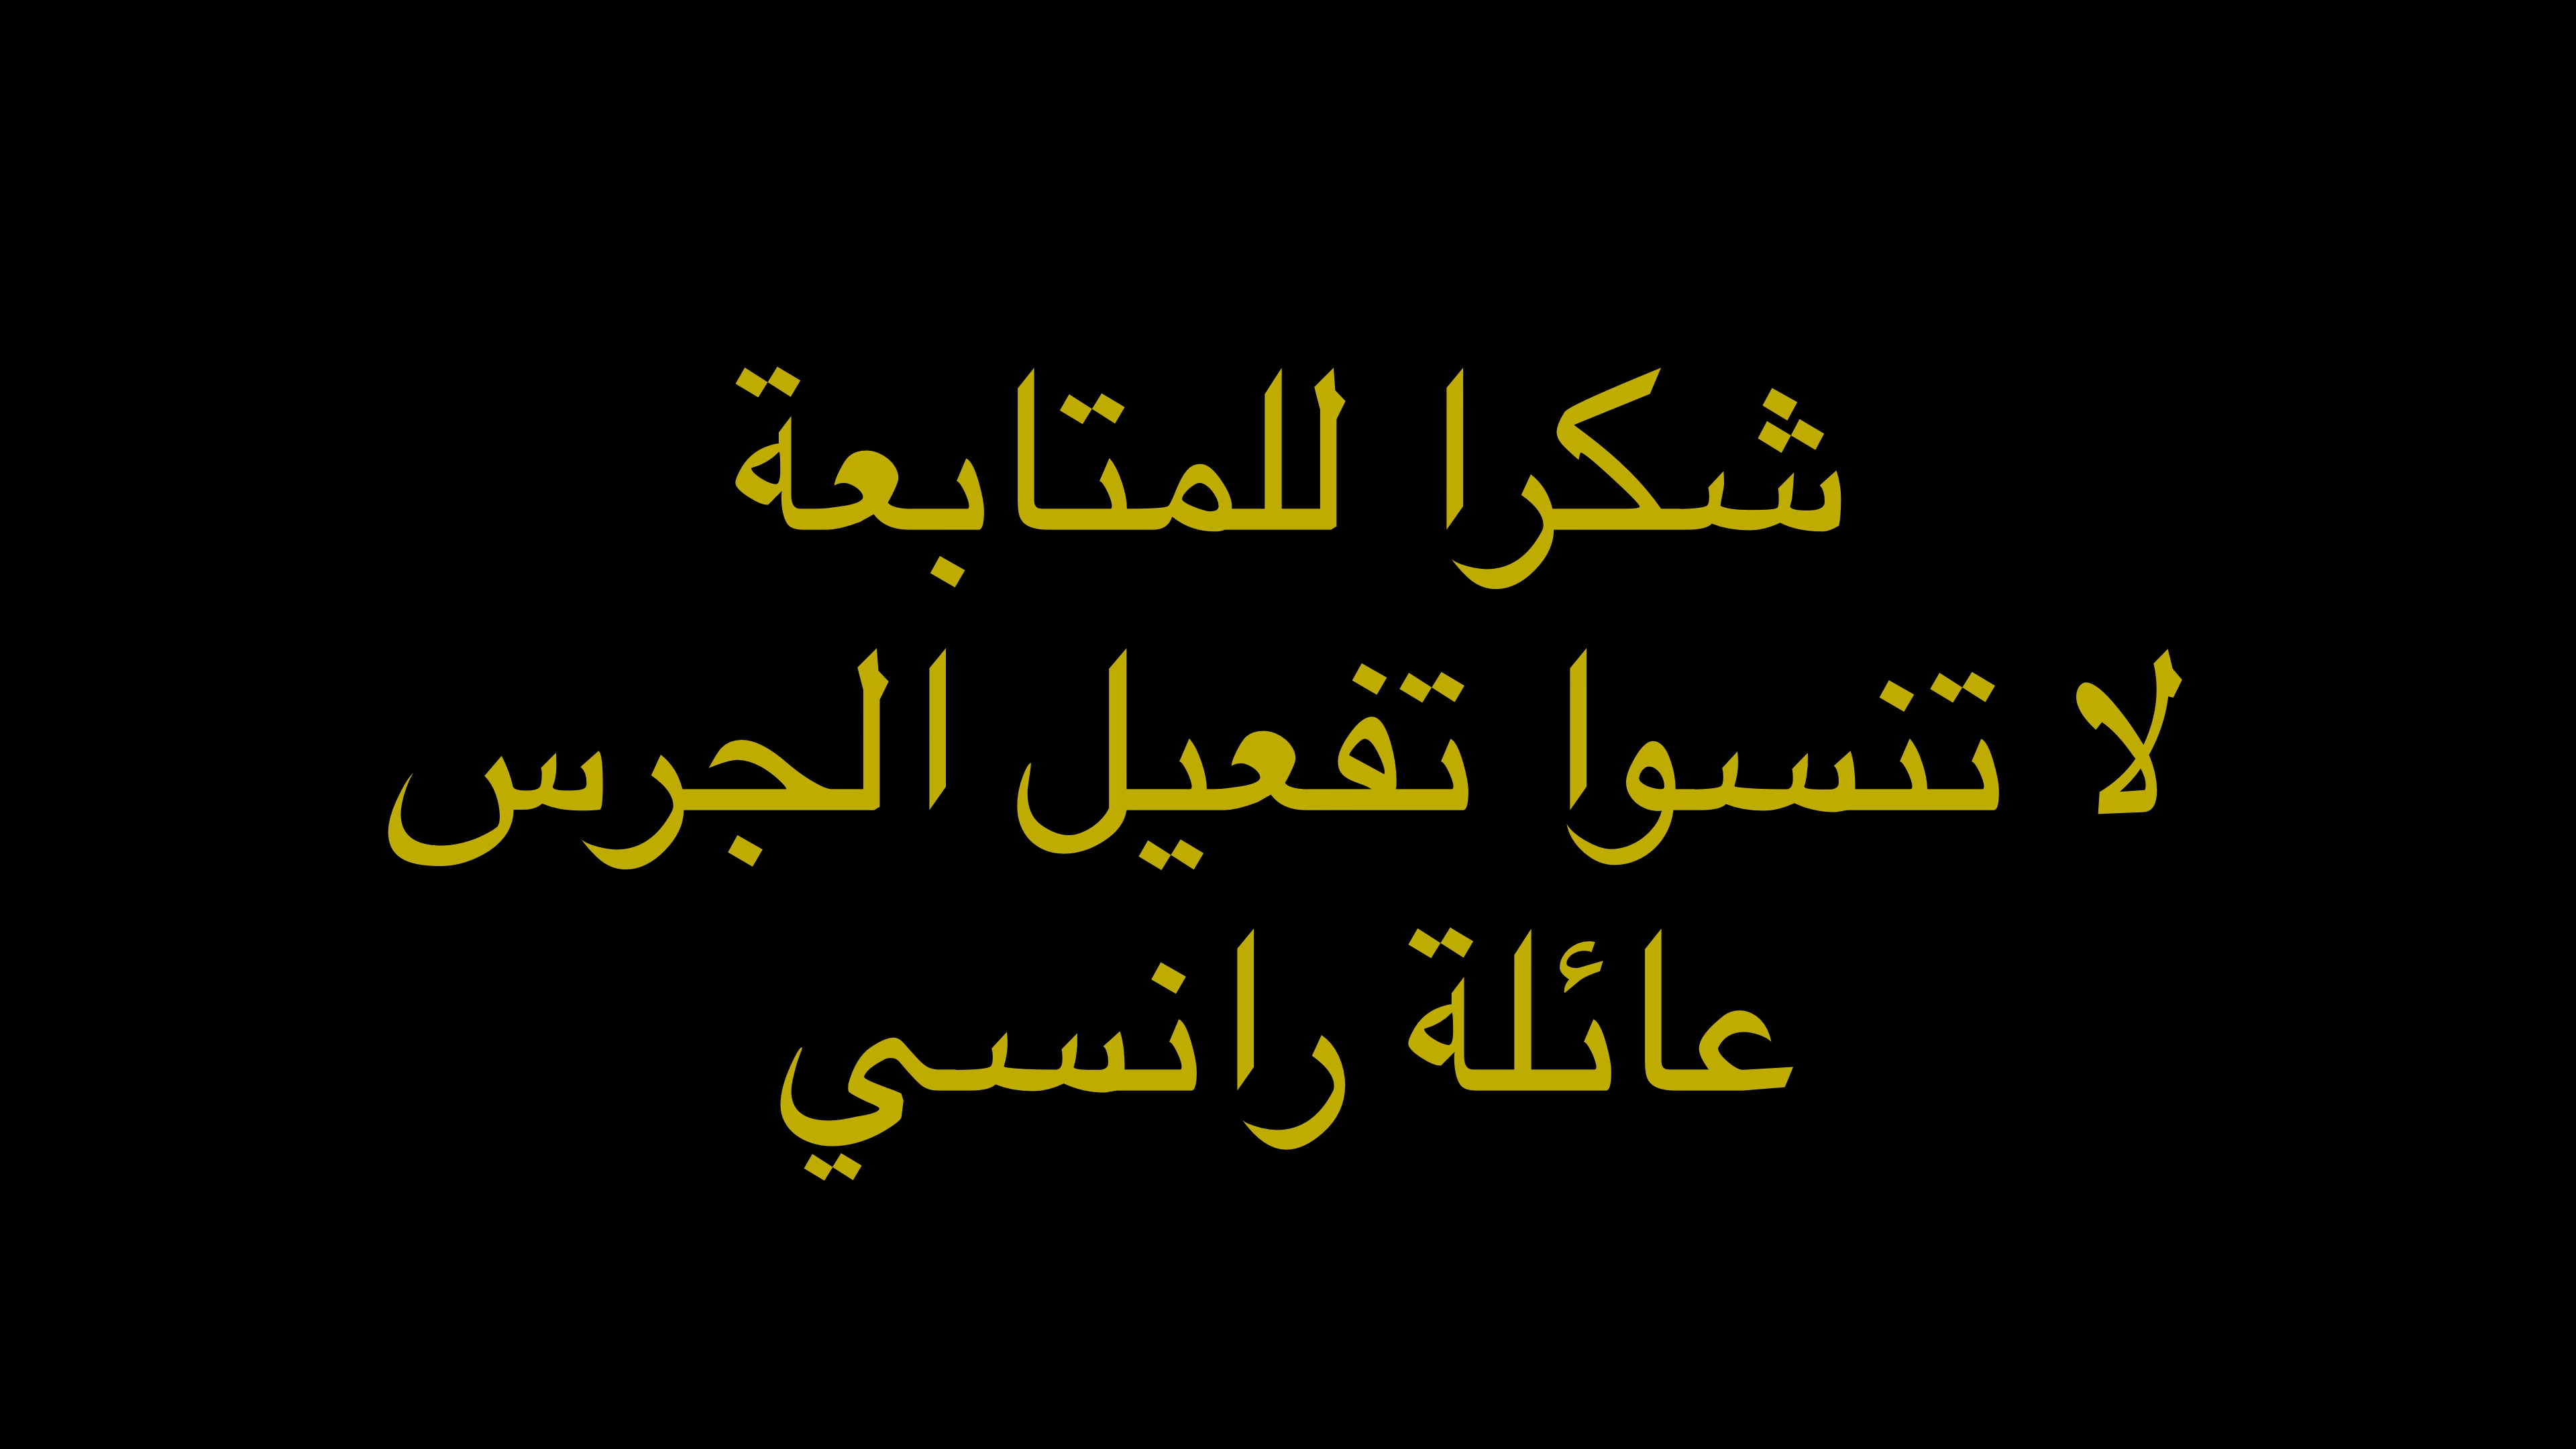 شكرا للمتابعة
لا تنسوا تفعيل الجرس
عائلة رانسي